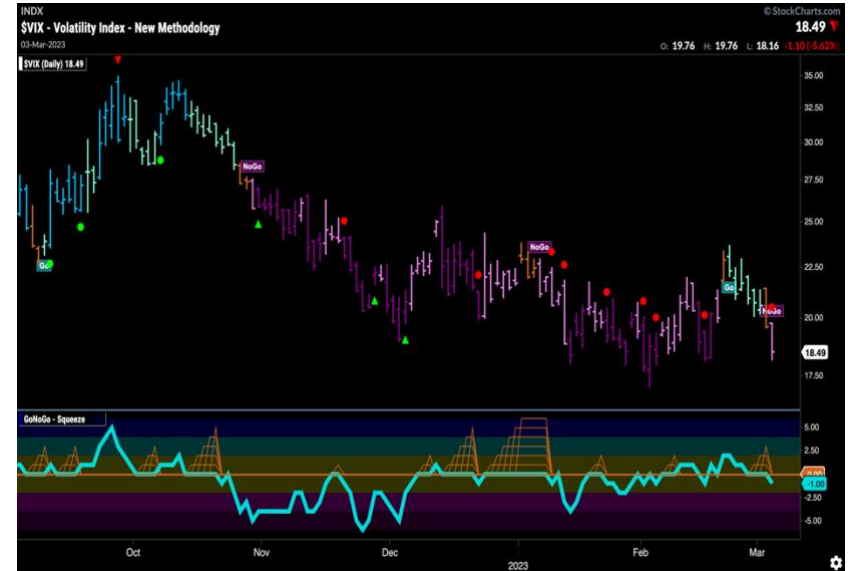 INDX
© StockCharts.com
$VIX - Volatility Index - New Methodology
18.49
03-Mar-2023
O: 19.76 H: 19.76 L: 18.16 -1.10 (-5.62%)
$VIX (Daily) 18.49
35.00
32.50
30.00
NoGo
27.50
25.00
NoGo
Go
22.50
Go
NoGo
20.00
18.49
17.50
GoNoGo - Squeeze
5.00
2.50
0.00
-1.00
-2.50
-5.00
Oct Nov Dec Feb Mar
2023